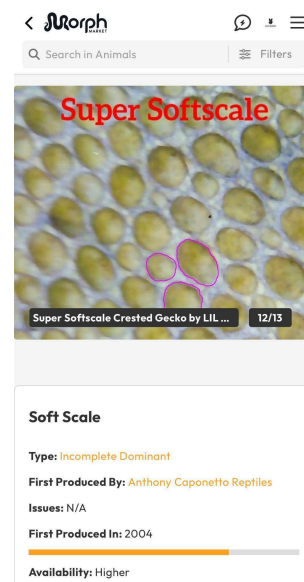 Morph
MARKET
Search in Animals
Filters
Super Softscale
Super Softscale Crested Gecko by LIL ...
12/13
Soft Scale
Type: Incomplete Dominant
First Produced By: Anthony Caponetto Reptiles
Issues: N/A
First Produced In: 2004
Availability: Higher